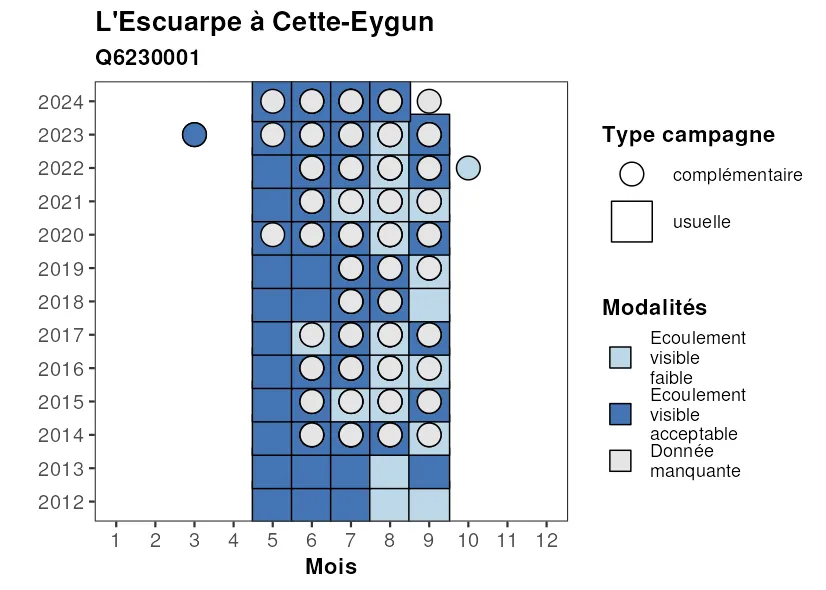 L'Escuarpe à Cette-Eygun
Q6230001
2024
2023
2022
2021
2020
2019
2018
2017
2016
2015
2014
2013
2012
1 2 3 4 5 6 7 8 9 10 11 12
Mois
Type campagne
complémentaire
usuelle
Modalités
Ecoulement
visible
faible
Ecoulement
visible
acceptable
Donnée
manquante